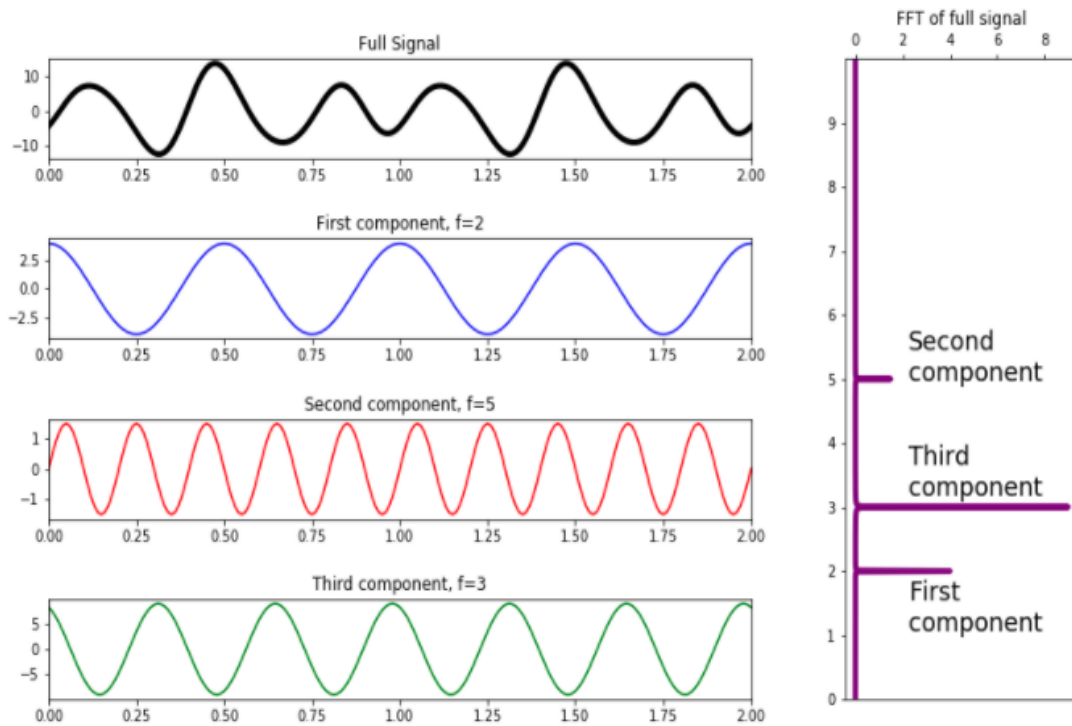 Full Signal
10
0
−10
0.00 0.25 0.50 0.75 1.00 1.25 1.50 1.75 2.00
First component, f=2
2.5
0.0
−2.5
0.00 0.25 0.50 0.75 1.00 1.25 1.50 1.75 2.00
Second component, f=5
1
0
−1
0.00 0.25 0.50 0.75 1.00 1.25 1.50 1.75 2.00
Third component, f=3
5
0
−5
0.00 0.25 0.50 0.75 1.00 1.25 1.50 1.75 2.00
FFT of full signal
0 2 4 6 8
9
8
7
6
Second
component
5
4
Third
component
3
2
First
component
1
0